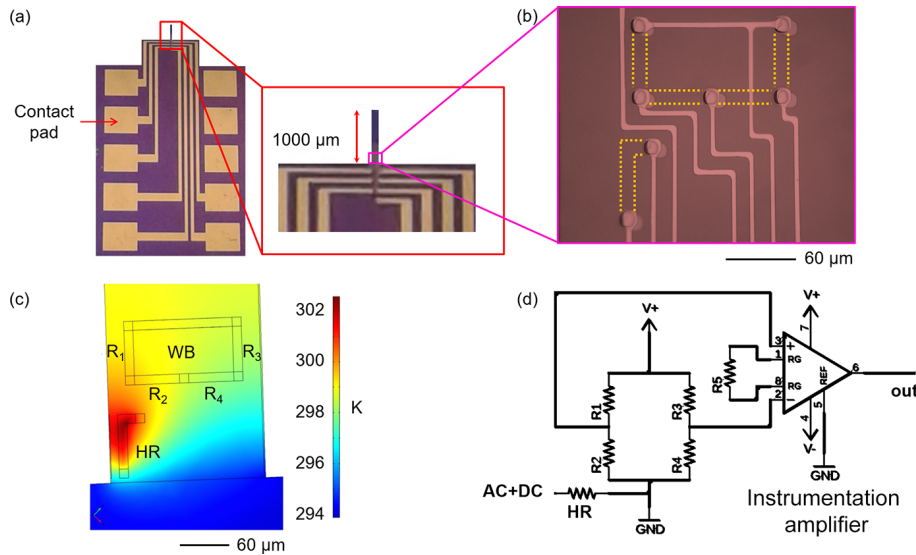 (a)
Contact
pad
1000 μm
(b)
60 μm
(c)
R1
WB
R3
R2
R4
HR
302
300
298
K
296
294
60 μm
(d)
V+
V+
7
3
+
1
RG
R5
8
RG
2
−
REF
6
out
4
5
V-
R1
R3
R2
R4
GND
AC+DC
HR
GND
Instrumentation
amplifier